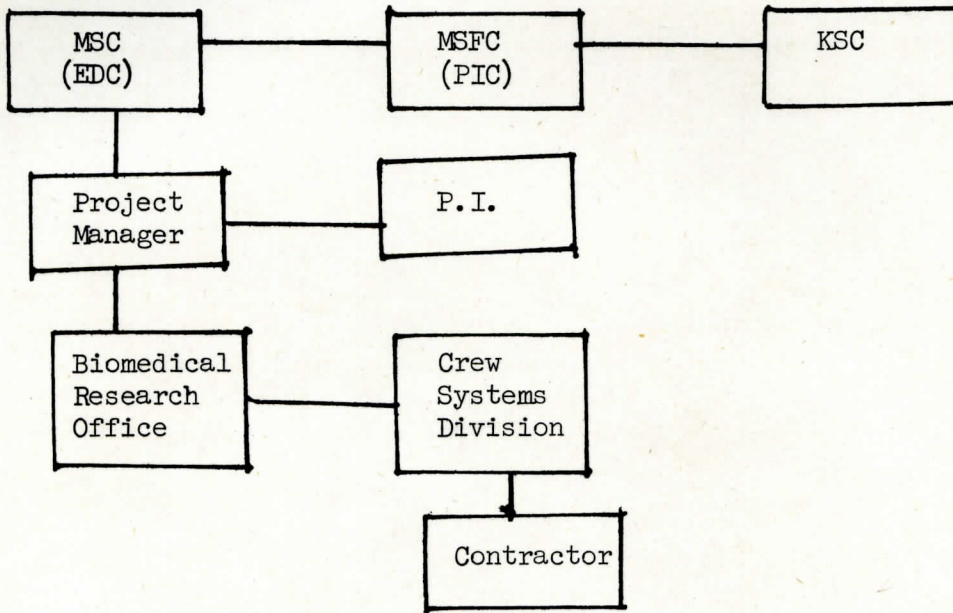 MSC
(EDC)
MSFC
(PIC)
KSC
Project
Manager
P.I.
Biomedical
Research
Office
Crew
Systems
Division
Contractor